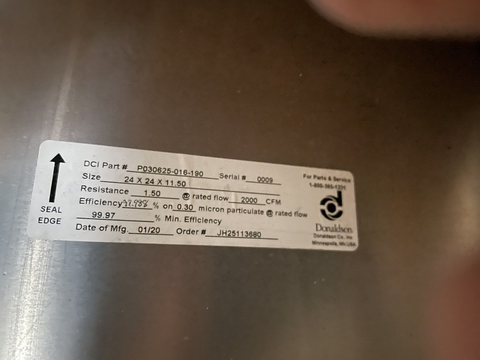 DCI Part # P030625-016-190 Serial # 0009
Size 24 X 24 X 11.50
Resistance 1.50 @ rated flow 2000 CFM
Efficiency % on 0.30 micron particulate @ rated flow
99.97 % Min. Efficiency
Date of Mfg. 01/20 Order # JH25113680
SEAL
EDGE
For Parts & Service
Donaldson
Donaldson Co., Inc.
Minneapolis, MN USA